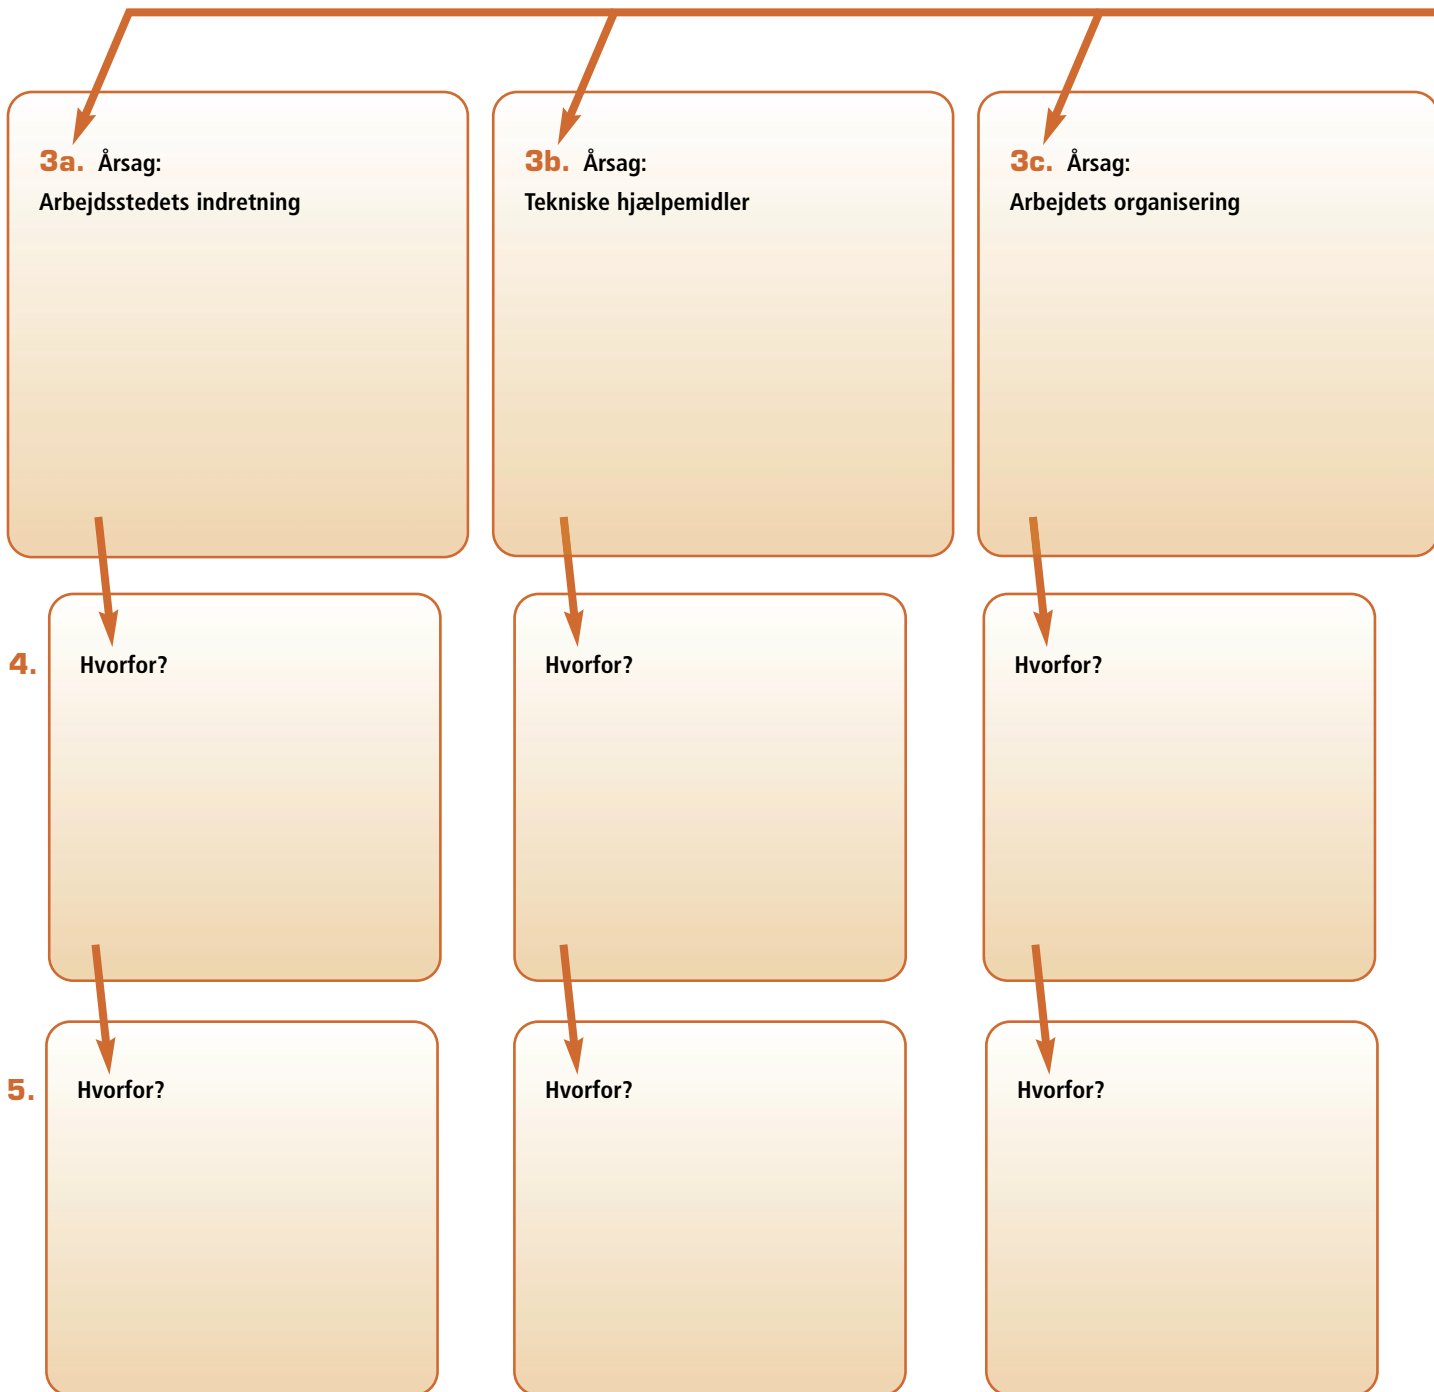 3a. Årsag:
Arbejdsstedets indretning
3b. Årsag:
Tekniske hjælpemidler
3c. Årsag:
Arbejdets organisering
4.
Hvorfor?
Hvorfor?
Hvorfor?
5.
Hvorfor?
Hvorfor?
Hvorfor?